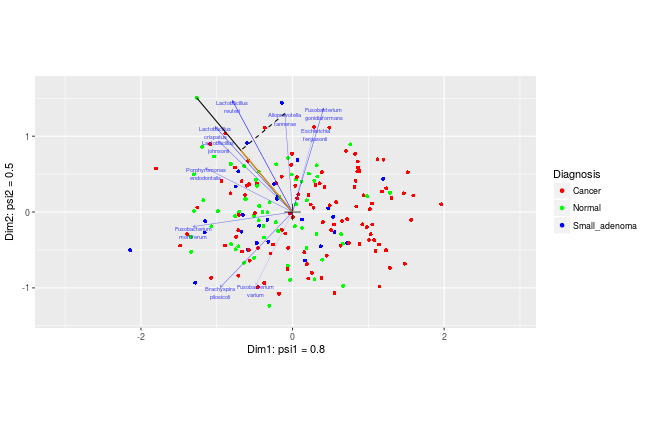 Lactobacillus
reuteri
Alloprevotella
tannerae
Fusobacterium
gonidiaformans
Lactobacillus
crispatus
Lactobacillus
johnsonii
Escherichia
fergusonii
Porphyromonas
endodontalis
Fusobacterium
mortiferum
Brachyspira
pilosicoli
Fusobacterium
varium
1
0
-1
-2
0
2
Dim1: psi1 = 0.8
Dim2: psi2 = 0.5
Diagnosis
Cancer
Normal
Small_adenoma